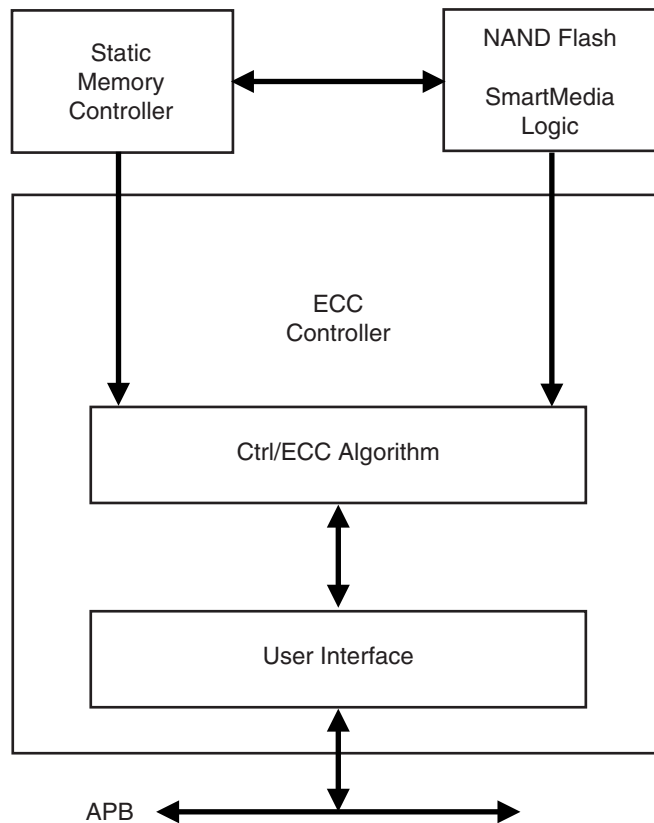 Static
Memory
Controller
NAND Flash
SmartMedia
Logic
ECC
Controller
Ctrl/ECC Algorithm
User Interface
APB